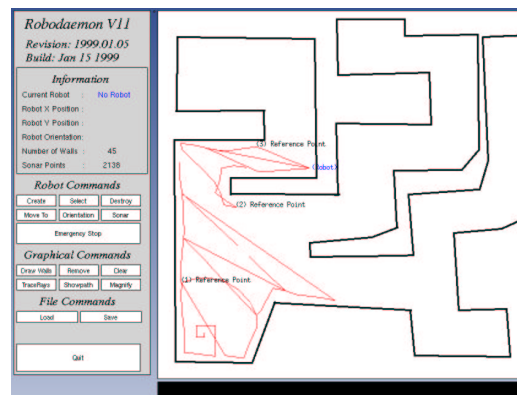 Robodaemon V11
Revision: 1999.01.05
Build: Jan 15 1999
Information
Current Robot : No Robot
Robot X Position :
Robot Y Position :
Robot Orientation:
Number of Walls : 45
Sonar Points : 2138
Robot Commands
Create Select Destroy
Move To Orientation Sonar
Emergency Stop
Graphical Commands
Draw Walls Remove Clear
TrassRays Showpath Magnify
File Commands
Load Save
Quit
(3) Reference Point
(Robot)
(2) Reference Point
(1) Reference Point